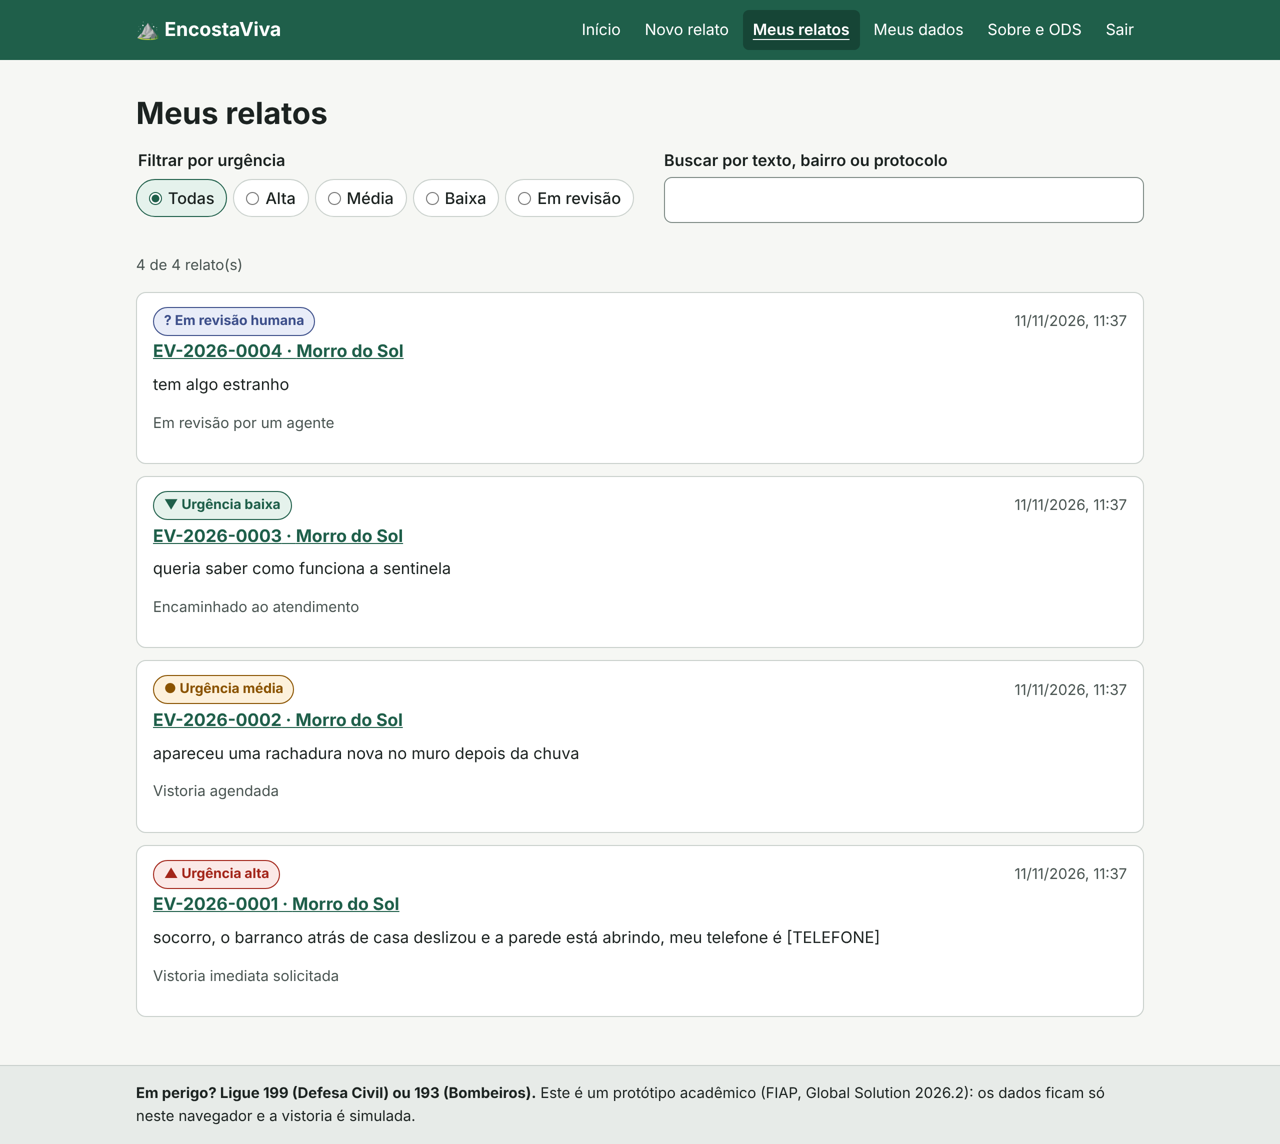 EncostaViva
Início
Novo relato
Meus relatos
Meus dados
Sobre e ODS
Sair
Meus relatos
Filtrar por urgência
Todas
Alta
Média
Baixa
Em revisão
Buscar por texto, bairro ou protocolo
4 de 4 relato(s)
? Em revisão humana
11/11/2026, 11:37
EV-2026-0004 · Morro do Sol
tem algo estranho
Em revisão por um agente
▼ Urgência baixa
11/11/2026, 11:37
EV-2026-0003 · Morro do Sol
queria saber como funciona a sentinela
Encaminhado ao atendimento
● Urgência média
11/11/2026, 11:37
EV-2026-0002 · Morro do Sol
apareceu uma rachadura nova no muro depois da chuva
Vistoria agendada
▲ Urgência alta
11/11/2026, 11:37
EV-2026-0001 · Morro do Sol
socorro, o barranco atrás de casa deslizou e a parede está abrindo, meu telefone é [TELEFONE]
Vistoria imediata solicitada
Em perigo? Ligue 199 (Defesa Civil) ou 193 (Bombeiros). Este é um protótipo acadêmico (FIAP, Global Solution 2026.2): os dados ficam só
neste navegador e a vistoria é simulada.